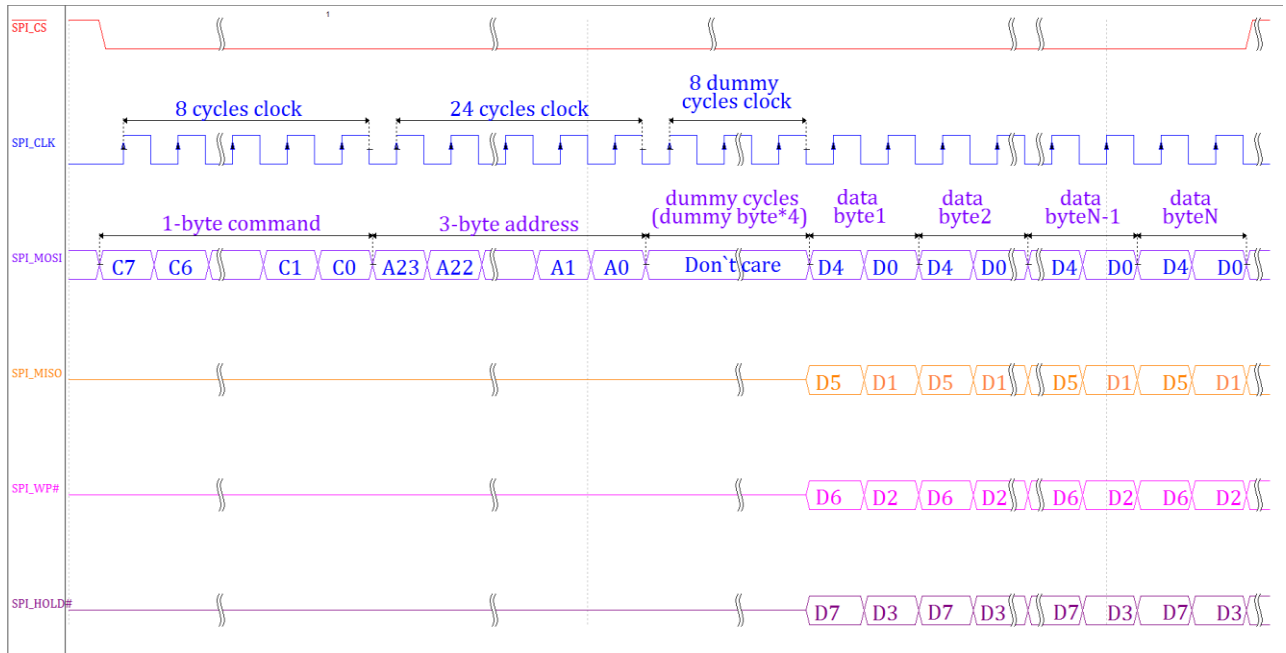 1
SPI_CS
8 dummy
cycles clock
8 cycles clock
24 cycles clock
SPI_CLK
dummy cycles
(dummy byte*4)
data
byte1
data
byte2
data
byteN-1
data
byteN
1-byte command
3-byte address
SPI_MOSI
C7 C6 C1 C0 A23 A22 A1 A0 Don`t care D4 D0 D4 D0 D4 D0 D4 D0
SPI_MISO
D5 D1 D5 D1 D5 D1 D5 D1
SPI_WP#
D6 D2 D6 D2 D6 D2 D6 D2
SPI_HOLD#
D7 D3 D7 D3 D7 D3 D7 D3